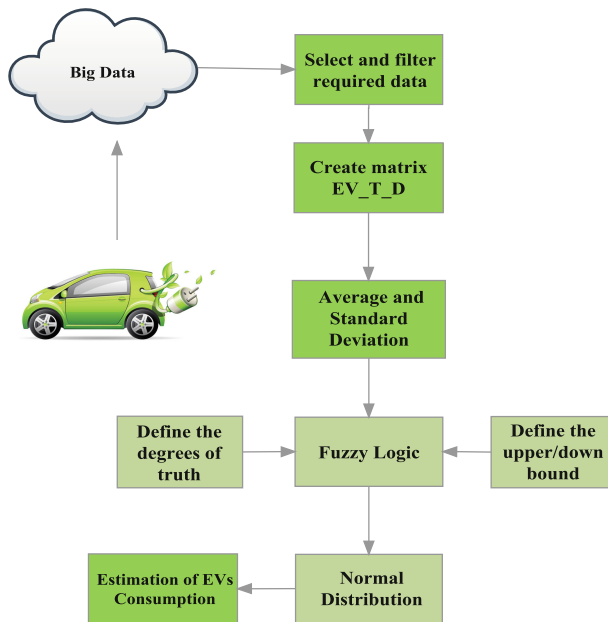 Big Data
Select and filter
required data
Create matrix
EV_T_D
Average and
Standard
Deviation
Define the
degrees of
truth
Fuzzy Logic
Define the
upper/down
bound
Estimation of EVs
Consumption
Normal
Distribution